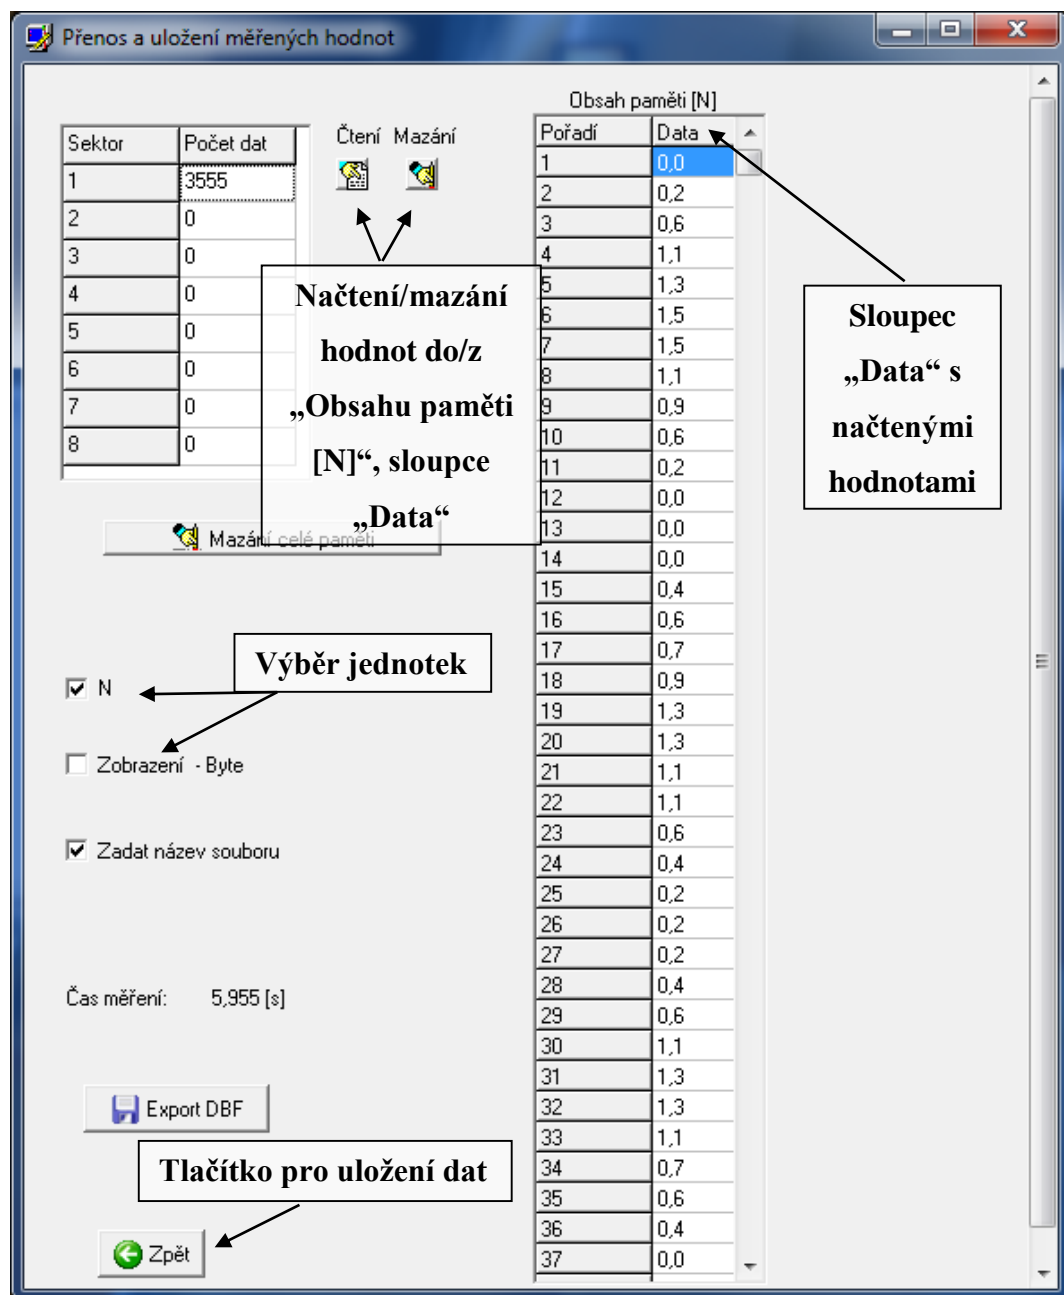 Přenos a uložení měřených hodnot
Sektor Počet dat
1 3555
2 0
3 0
4 0
5 0
6 0
7 0
8 0
Čtení Mazání
Načtení/mazání
hodnot do/z
„Obsahu paměti
[N]“, sloupce
„Data“
Mazání celé paměti
Výběr jednotek
N
Zobrazení - Byte
Zadat název souboru
Čas měření: 5,955 [s]
Export DBF
Tlačítko pro uložení dat
Zpět
Obsah paměti [N]
Pořadí Data
1 0,0
2 0,2
3 0,6
4 1,1
5 1,3
6 1,5
7 1,5
8 1,1
9 0,9
10 0,6
11 0,2
12 0,0
13 0,0
14 0,0
15 0,4
16 0,6
17 0,7
18 0,9
19 1,3
20 1,3
21 1,1
22 1,1
23 0,6
24 0,4
25 0,2
26 0,2
27 0,2
28 0,4
29 0,6
30 1,1
31 1,3
32 1,3
33 1,1
34 0,7
35 0,6
36 0,4
37 0,0
Sloupec
„Data“ s
načtenými
hodnotami